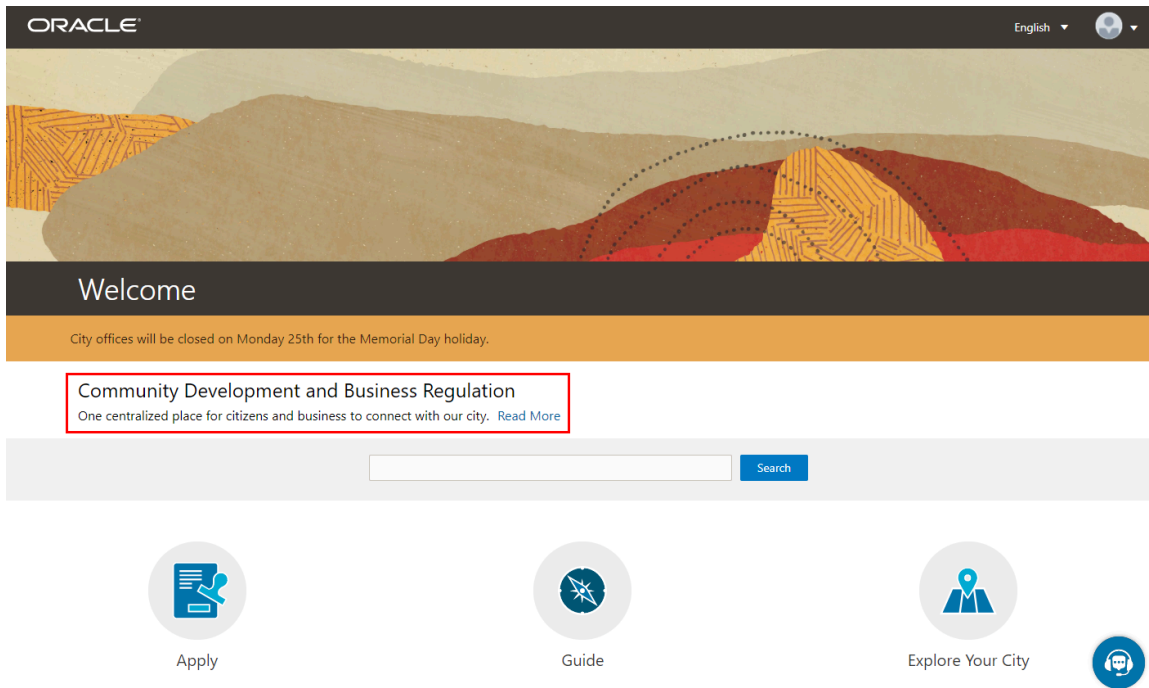 ORACLE
English
Welcome
City offices will be closed on Monday 25th for the Memorial Day holiday.
Community Development and Business Regulation
One centralized place for citizens and business to connect with our city. Read More
Search
Apply
Guide
Explore Your City